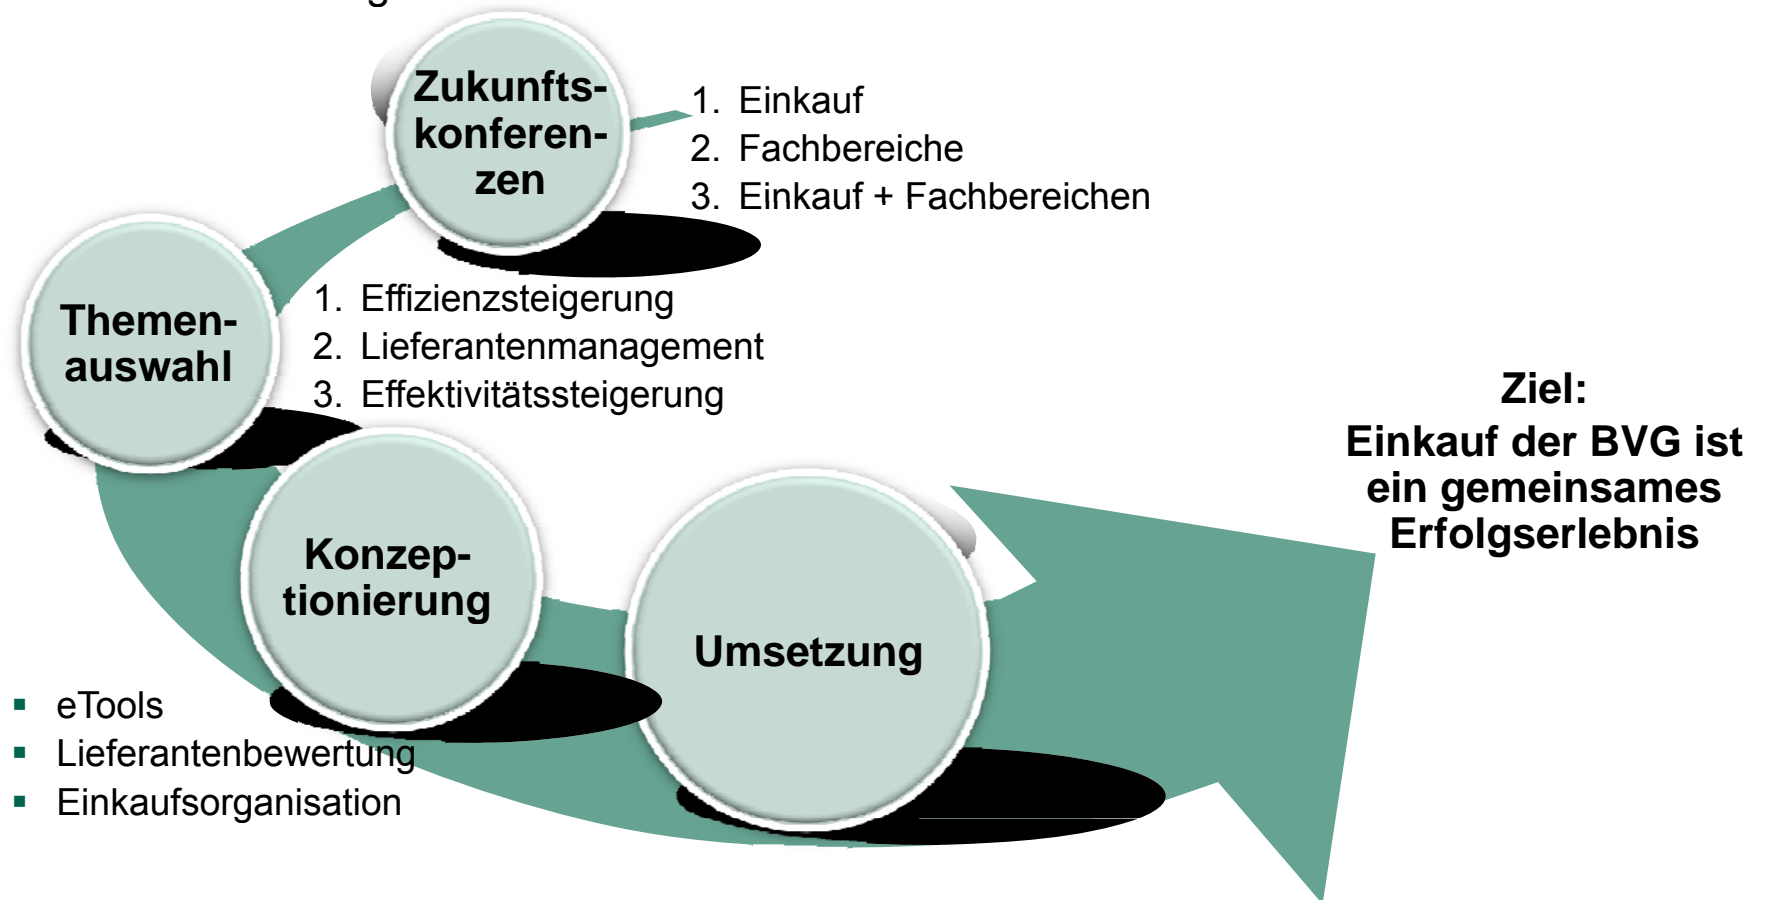 Zukunfts-
konferen-
zen
1. Einkauf
2. Fachbereiche
3. Einkauf + Fachbereichen
Themen-
auswahl
1. Effizienzsteigerung
2. Lieferantenmanagement
3. Effektivitätssteigerung
Konzep-
tionierung
▪ eTools
▪ Lieferantenbewertung
▪ Einkaufsorganisation
Umsetzung
Ziel:
Einkauf der BVG ist
ein gemeinsames
Erfolgserlebnis